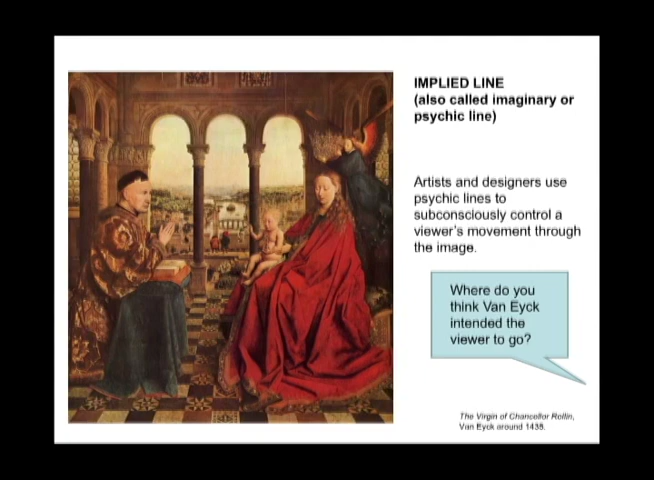 IMPLIED LINE
(also called imaginary or
psychic line)
Artists and designers use
psychic lines to
subconsciously control a
viewer's movement through
the image.
Where do you
think Van Eyck
intended the
viewer to go?
The Virgin of Chancellor Rollin,
Van Eyck around 1435.